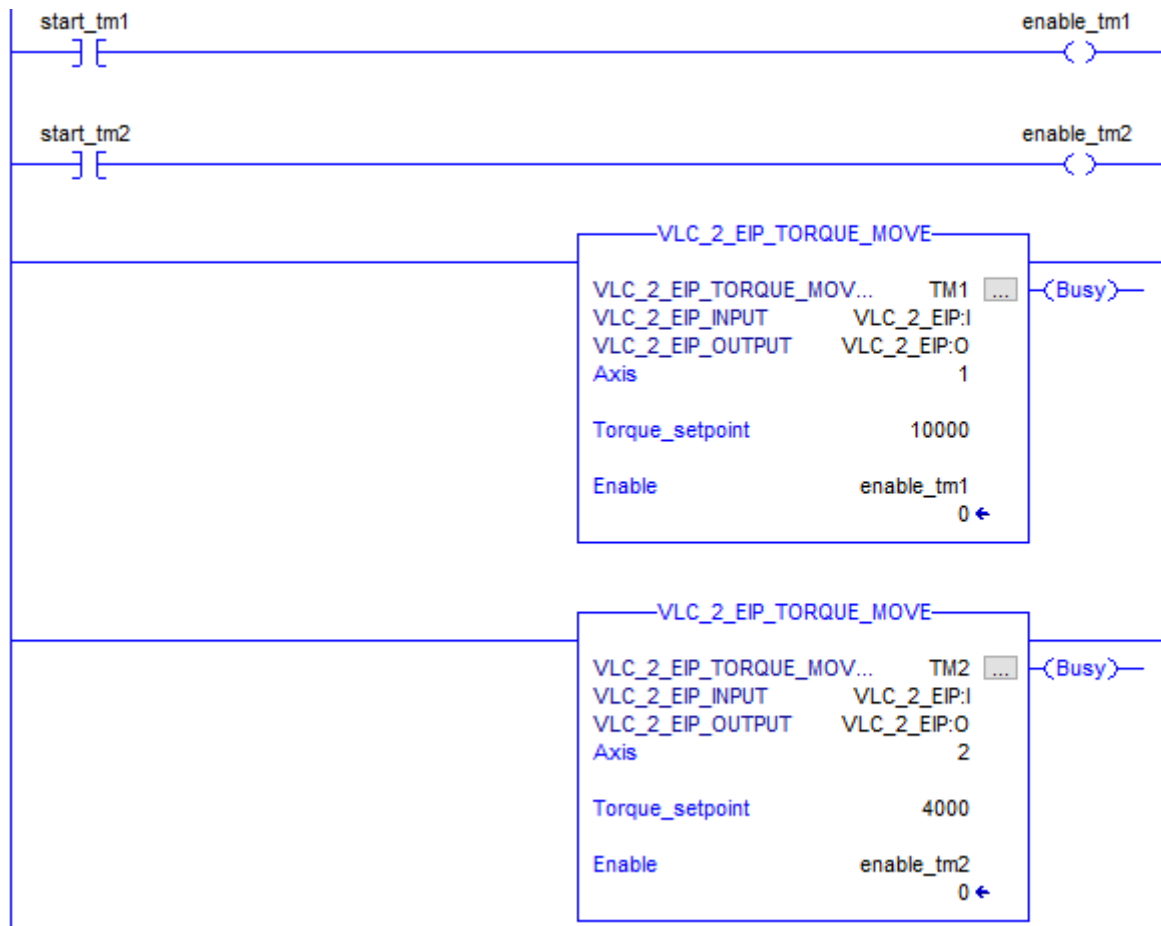 start_tm1 enable_tm1
start_tm2 enable_tm2
VLC_2_EIP_TORQUE_MOVE
VLC_2_EIP_TORQUE_MOV... TM1 ...
(Busy)
VLC_2_EIP_INPUT VLC_2_EIP:I
VLC_2_EIP_OUTPUT VLC_2_EIP:O
Axis 1
Torque_setpoint 10000
Enable enable_tm1
0
VLC_2_EIP_TORQUE_MOVE
VLC_2_EIP_TORQUE_MOV... TM2 ...
(Busy)
VLC_2_EIP_INPUT VLC_2_EIP:I
VLC_2_EIP_OUTPUT VLC_2_EIP:O
Axis 2
Torque_setpoint 4000
Enable enable_tm2
0